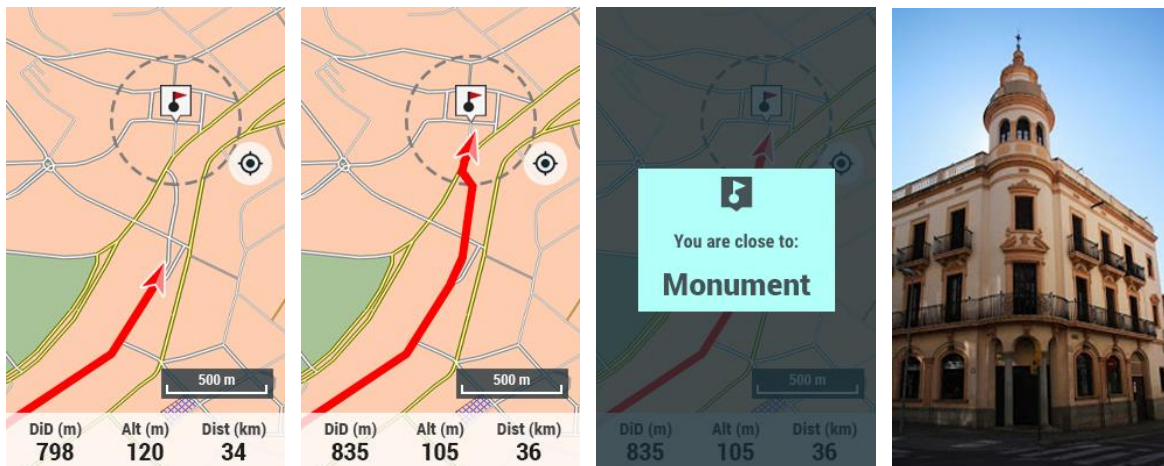 500 m
DiD (m) Alt (m) Dist (km)
798 120 34
500 m
DiD (m) Alt (m) Dist (km)
835 105 36
You are close to:
Monument
500 m
DiD (m) Alt (m) Dist (km)
835 105 36